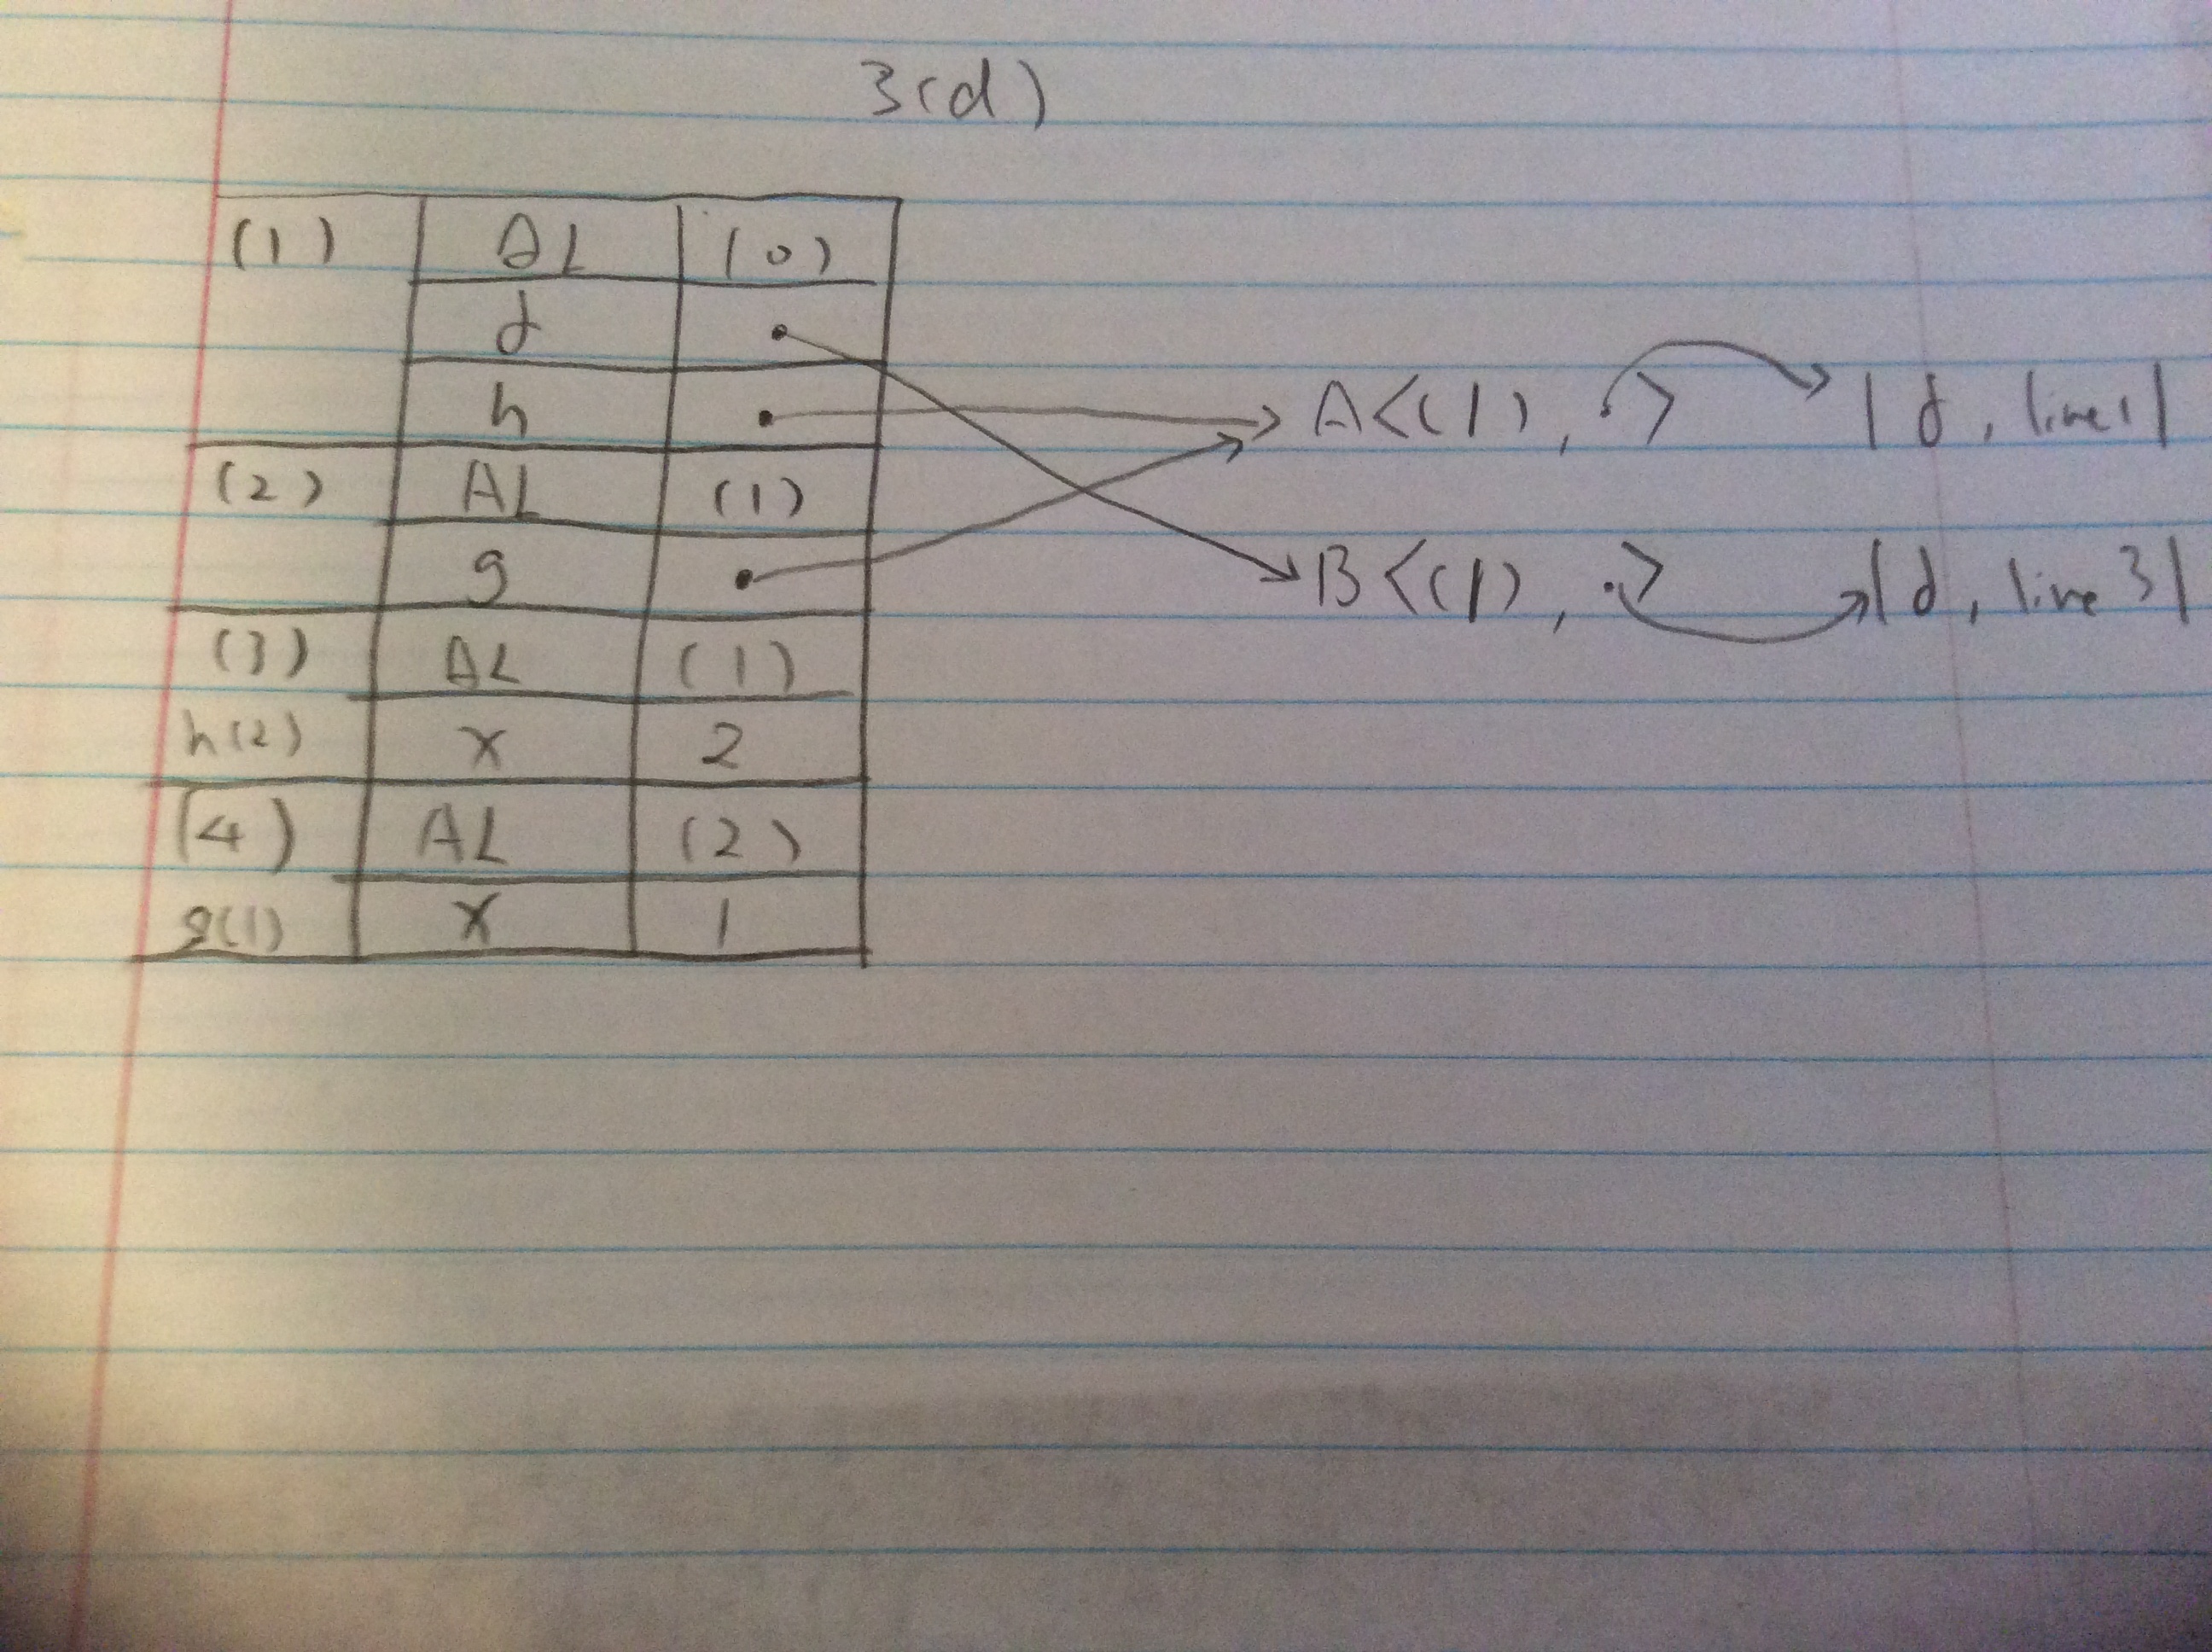 3(d)
(1) AL (0)
d •
h • A<(1), •> | d, line 1 |
(2) AL (1)
g • B<(1), •> | d, line 3 |
(3) AL (1)
h(2) x 2
(4) AL (2)
g(1) x 1